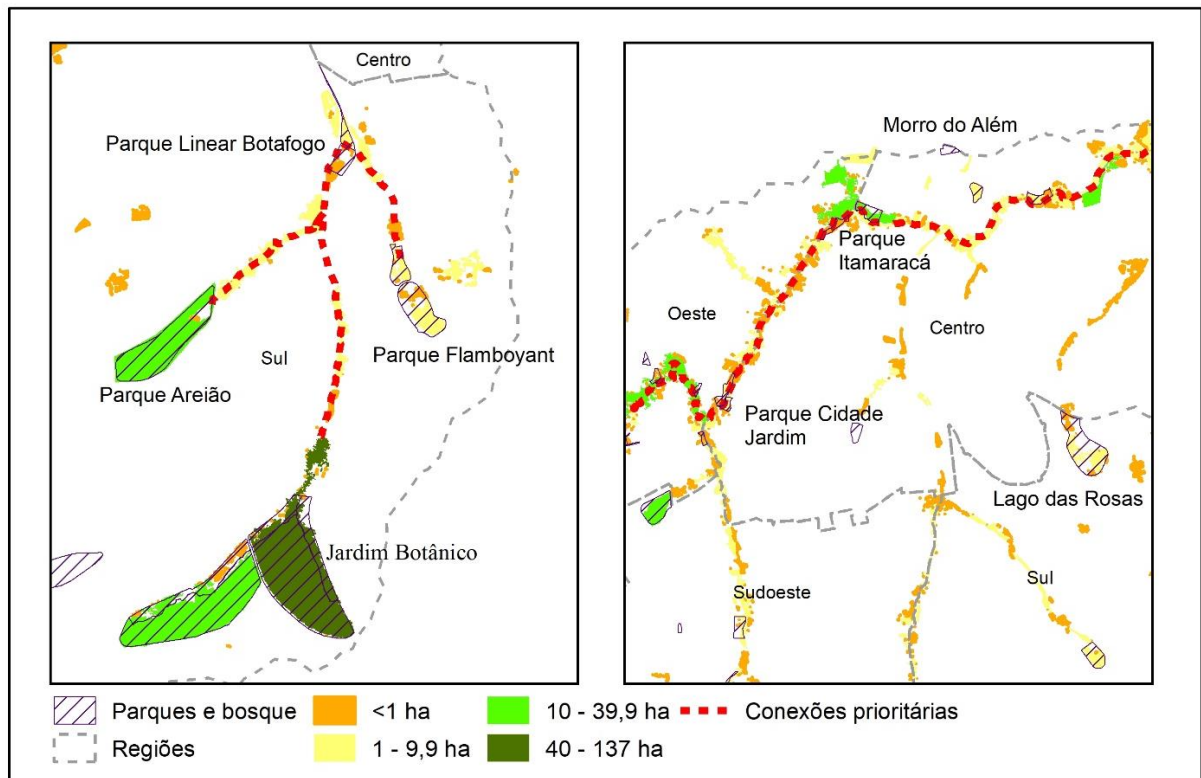 Centro
Parque Linear Botafogo
Sul
Parque Flamboyant
Parque Areião
Jardim Botânico
Morro do Além
Parque
Itamaracá
Oeste
Centro
Parque Cidade
Jardim
Lago das Rosas
Sudoeste
Sul
Parques e bosque
<1 ha
10 - 39,9 ha
Conexões prioritárias
Regiões
1 - 9,9 ha
40 - 137 ha